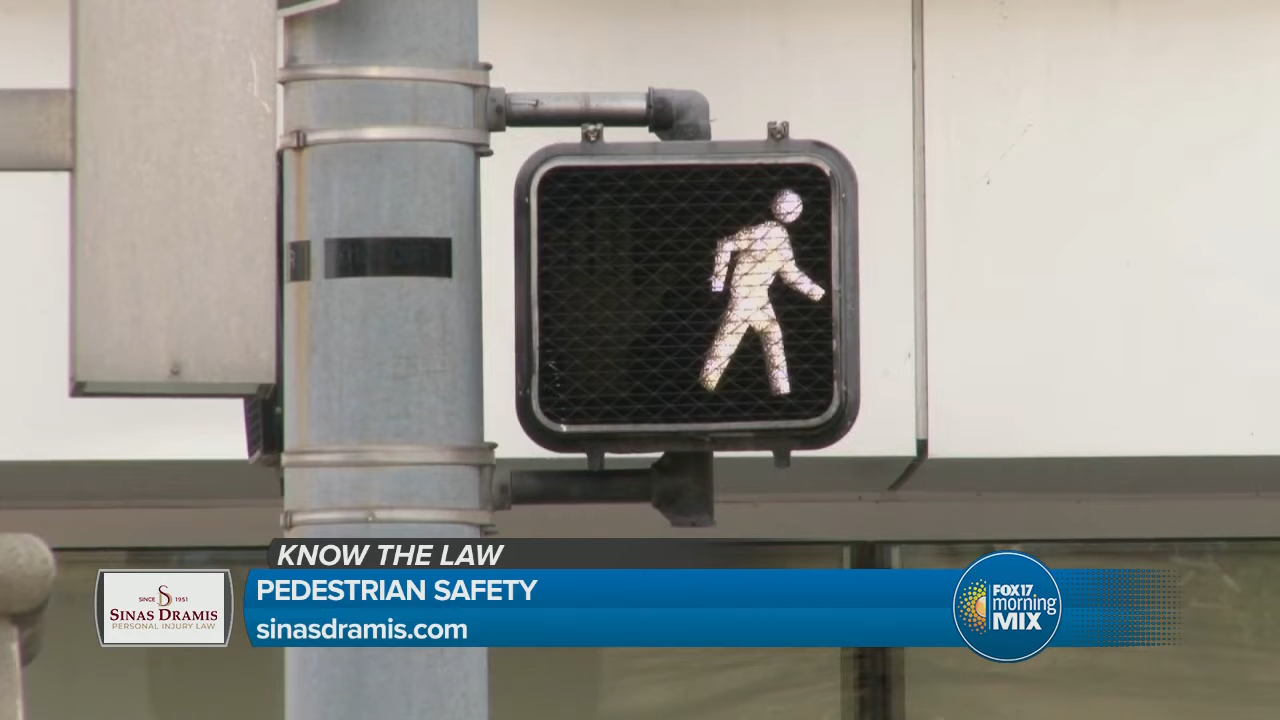 KNOW THE LAW
PEDESTRIAN SAFETY
sinasdramis.com
SINCE 1951
SINAS DRAMIS
PERSONAL INJURY LAW
FOX17
morning
MIX